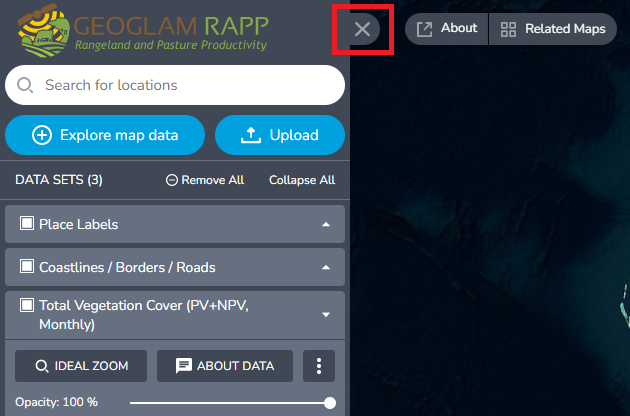 GEOGLAM RAPP
Rangeland and Pasture Productivity
About
Related Maps
Search for locations
Explore map data
Upload
DATA SETS (3)
Remove All
Collapse All
Place Labels
Coastlines / Borders / Roads
Total Vegetation Cover (PV+NPV,
Monthly)
IDEAL ZOOM
ABOUT DATA
Opacity: 100 %